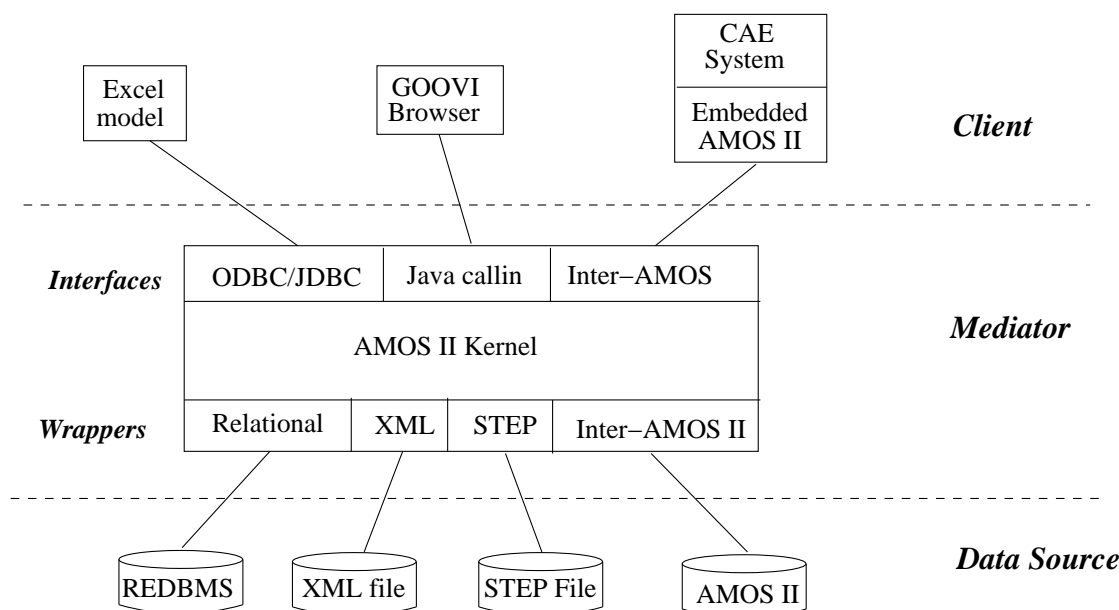 CAE
System
Excel
model
GOOVI
Browser
Embedded
AMOS II
Client
Interfaces
ODBC/JDBC
Java callin
Inter−AMOS
AMOS II Kernel
Mediator
Wrappers
Relational
XML
STEP
Inter−AMOS II
REDBMS
XML file
STEP File
AMOS II
Data Source